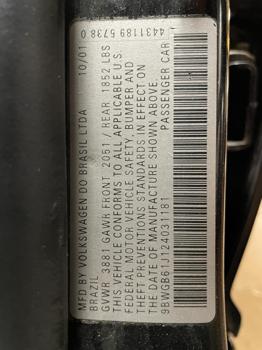 MFD BY VOLKSWAGEN DO BRASIL LTDA 10/01
BRAZIL
GVWR 3881 GAWR FRONT 2051 / REAR 1852 LBS
THIS VEHICLE CONFORMS TO ALL APPLICABLE U.S
FEDERAL MOTOR VEHICLE SAFETY, BUMPER AND
THEFT PREVENTIONS STANDARDS IN EFFECT ON
THE DATE OF MANUFACTURE SHOWN ABOVE.
9BWGB61J124031181 PASSENGER CAR
4431189 5738 0